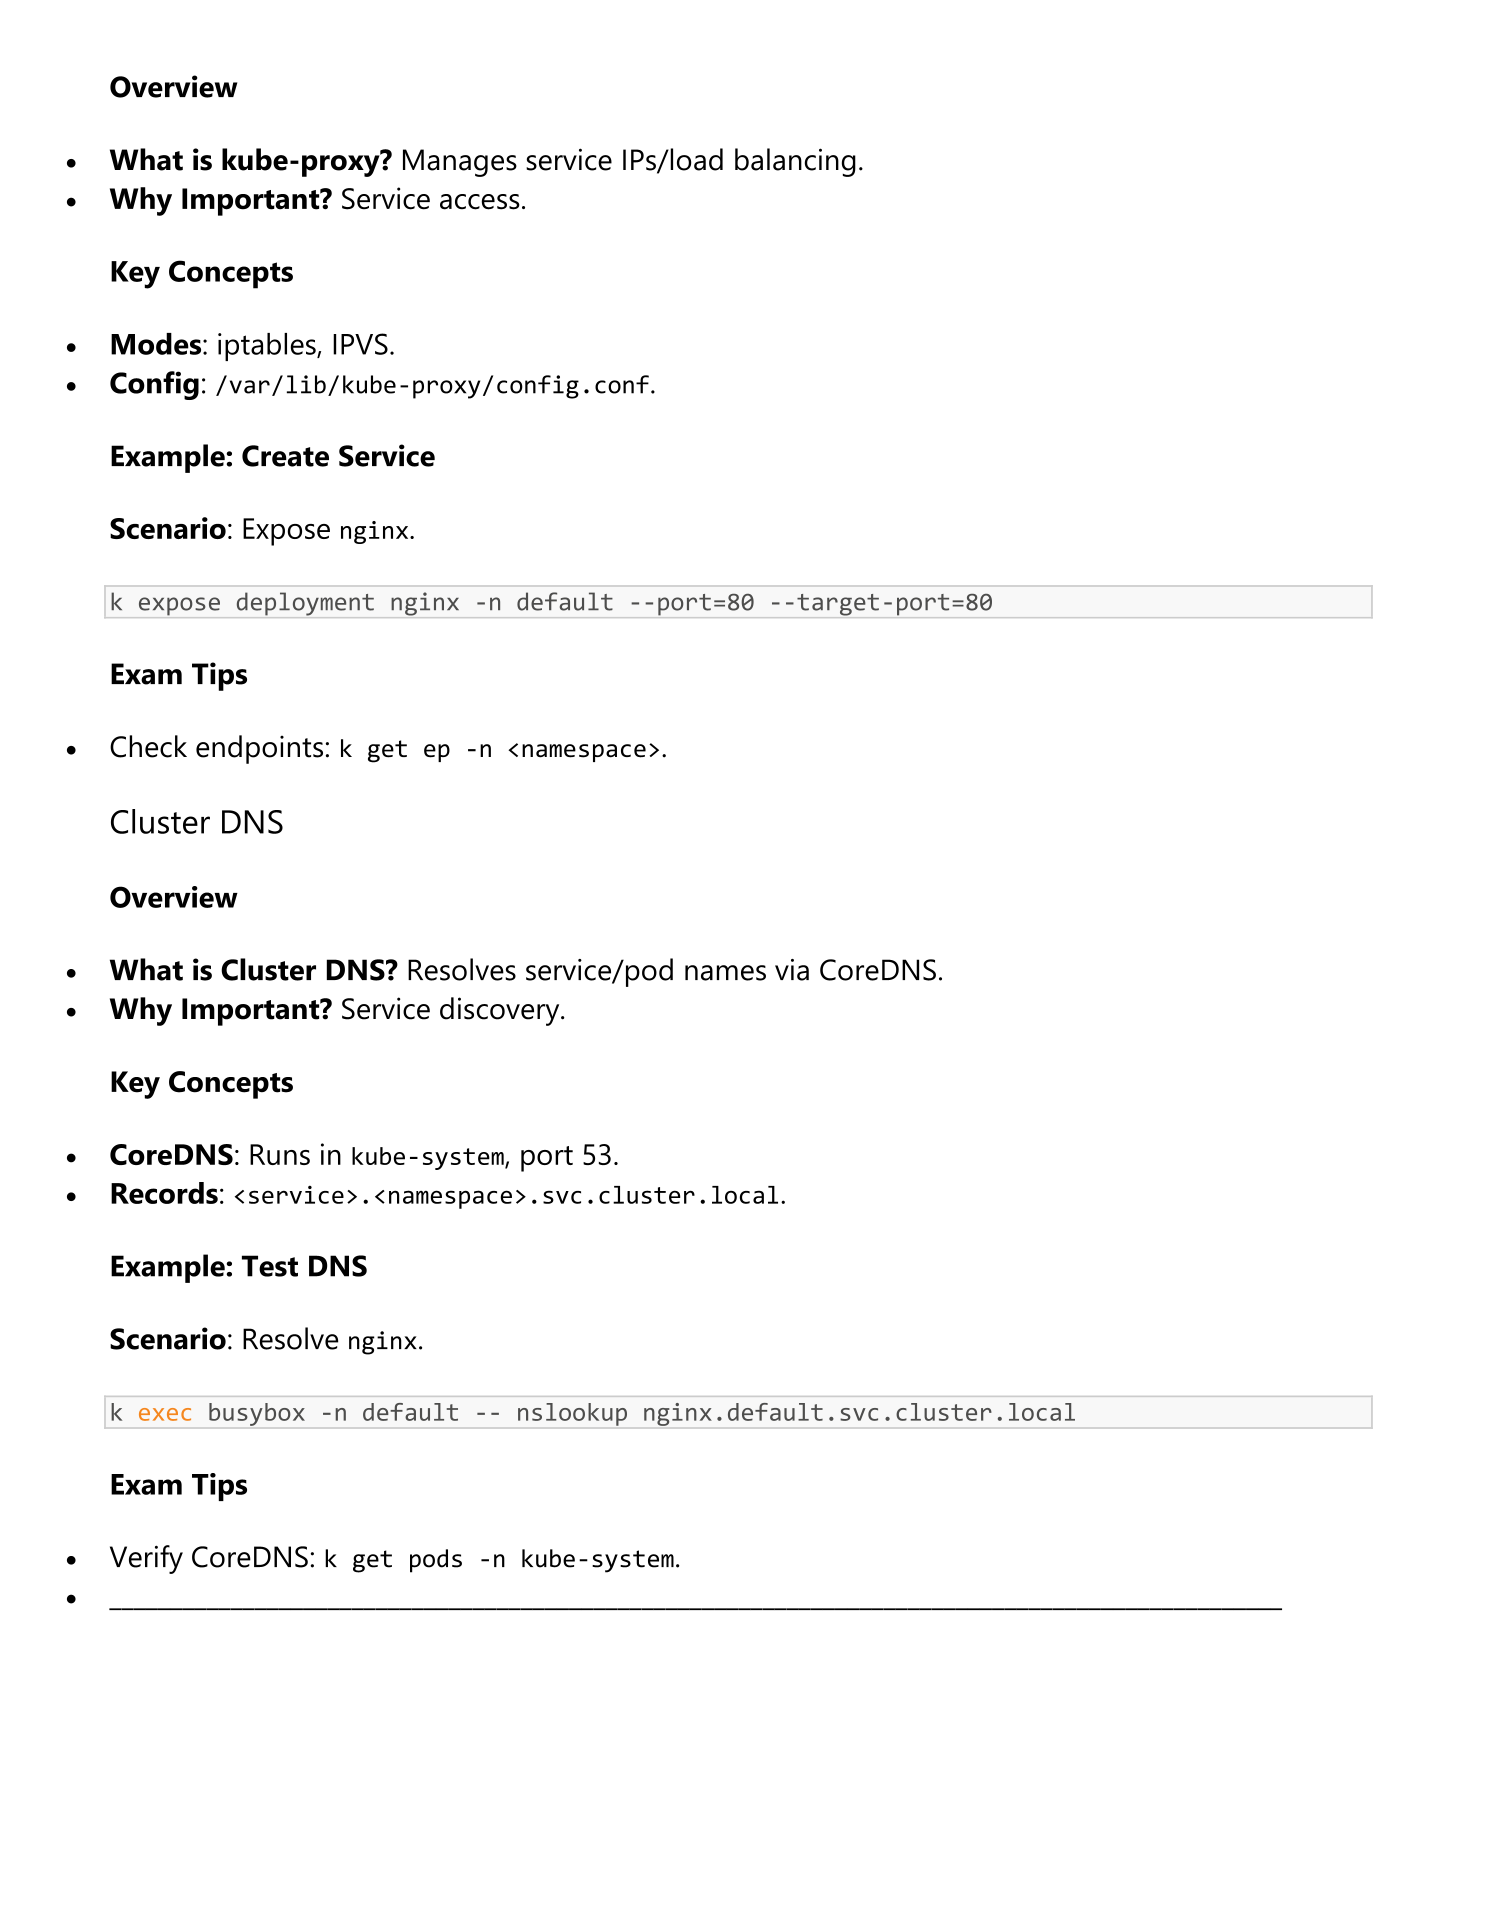 Overview
• What is kube-proxy? Manages service IPs/load balancing.
• Why Important? Service access.
Key Concepts
• Modes: iptables, IPVS.
• Config: /var/lib/kube-proxy/config.conf.
Example: Create Service
Scenario: Expose nginx.
k expose deployment nginx -n default --port=80 --target-port=80
Exam Tips
• Check endpoints: k get ep -n <namespace>.
Cluster DNS
Overview
• What is Cluster DNS? Resolves service/pod names via CoreDNS.
• Why Important? Service discovery.
Key Concepts
• CoreDNS: Runs in kube-system, port 53.
• Records: <service>.<namespace>.svc.cluster.local.
Example: Test DNS
Scenario: Resolve nginx.
k exec busybox -n default -- nslookup nginx.default.svc.cluster.local
Exam Tips
• Verify CoreDNS: k get pods -n kube-system.